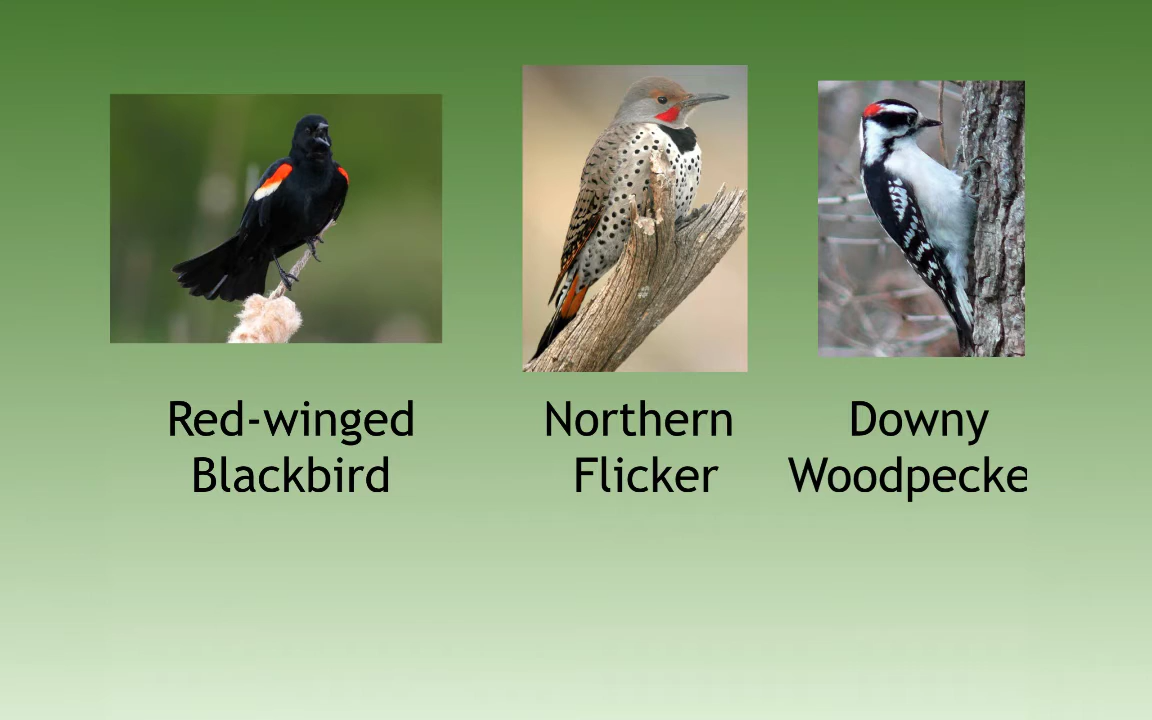 Red-winged
Blackbird
Northern
Flicker
Downy
Woodpecke